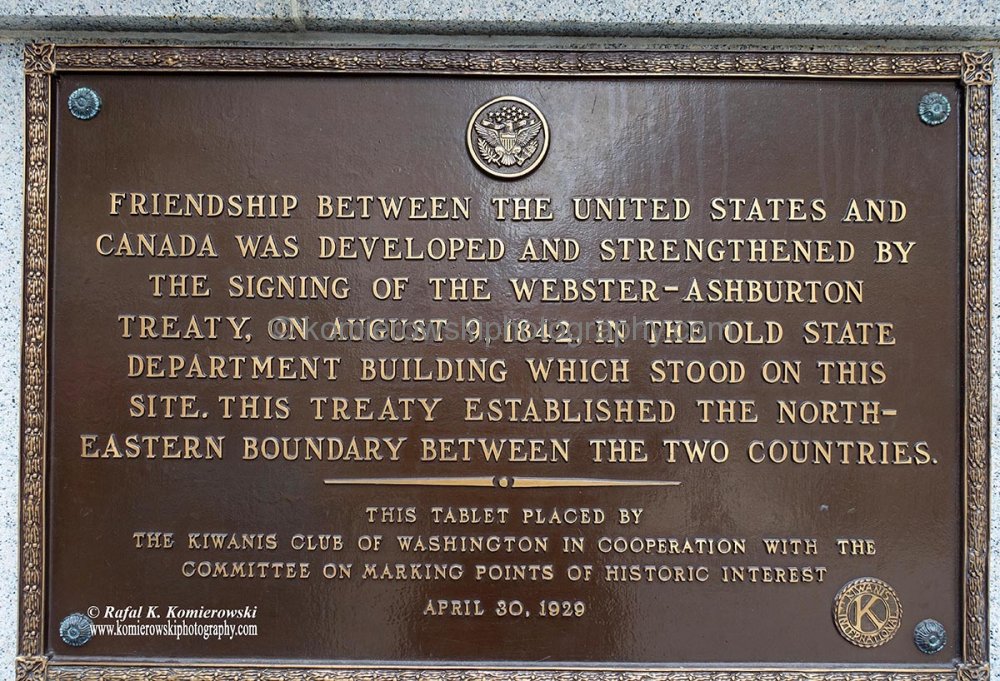 FRIENDSHIP BETWEEN THE UNITED STATES AND
CANADA WAS DEVELOPED AND STRENGTHENED BY
THE SIGNING OF THE WEBSTER-ASHBURTON
TREATY, ON AUGUST 9, 1842, IN THE OLD STATE
© komierowskiphotography.com
DEPARTMENT BUILDING WHICH STOOD ON THIS
SITE. THIS TREATY ESTABLISHED THE NORTH-
EASTERN BOUNDARY BETWEEN THE TWO COUNTRIES.
THIS TABLET PLACED BY
THE KIWANIS CLUB OF WASHINGTON IN COOPERATION WITH THE
COMMITTEE ON MARKING POINTS OF HISTORIC INTEREST
APRIL 30, 1929
KIWANIS
K
INTERNATIONAL
© Rafal K. Komierowski
www.komierowskiphotography.com